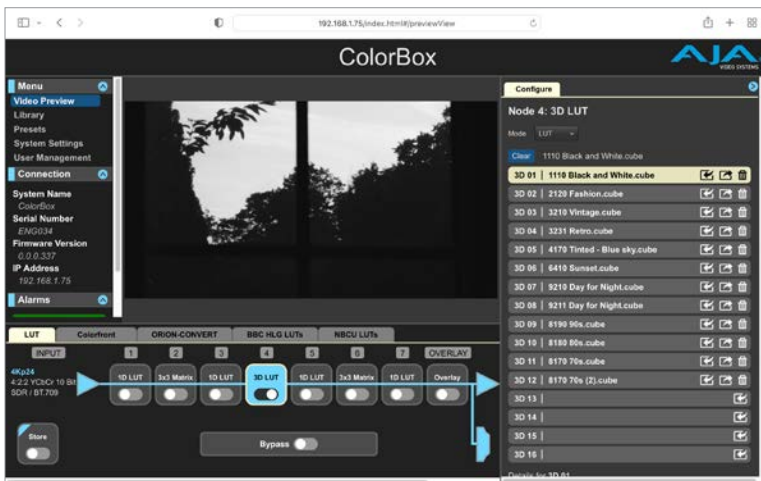 192.168.1.75/index.html#/previewView
ColorBox
AJA
VIDEO SYSTEMS
Menu
Video Preview
Library
Presets
System Settings
User Management
Connection
System Name
ColorBox
Serial Number
ENG034
Firmware Version
0.0.0.337
IP Address
192.168.1.75
Alarms
Configure
Node 4: 3D LUT
Mode LUT
Clear 1110 Black and White.cube
3D 01 | 1110 Black and White.cube
3D 02 | 2120 Fashion.cube
3D 03 | 3210 Vintage.cube
3D 04 | 3231 Retro.cube
3D 05 | 4170 Tinted - Blue sky.cube
3D 06 | 6410 Sunset.cube
3D 07 | 9210 Day for Night.cube
3D 08 | 9211 Day for Night.cube
3D 09 | 8190 90s.cube
3D 10 | 8180 80s.cube
3D 11 | 8170 70s.cube
3D 12 | 8170 70s (2).cube
3D 13 |
3D 14 |
3D 15 |
3D 16 |
Details for 3D 01
LUT Colorfront ORION-CONVERT BBC HLG LUTs NBCU LUTs
INPUT 1 2 3 4 5 6 7 OVERLAY
4Kp24
4:2:2 YCbCr 10 Bit
SDR / BT.709
1D LUT 3x3 Matrix 1D LUT 3D LUT 1D LUT 3x3 Matrix 1D LUT Overlay
Store
Bypass